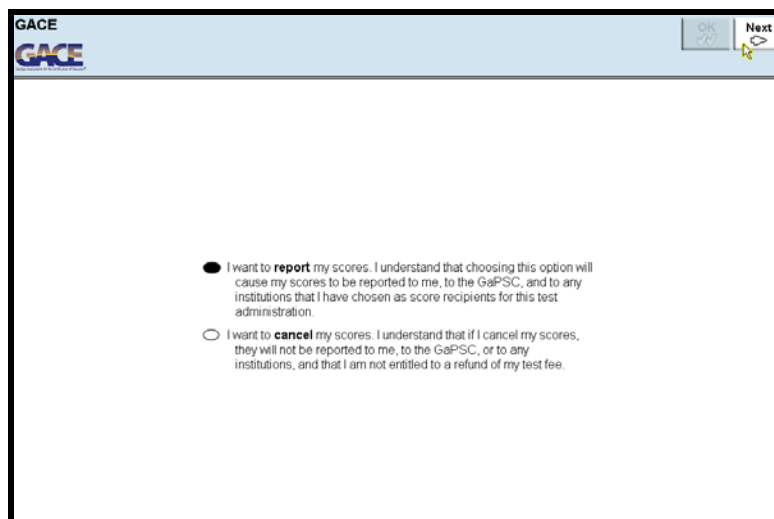 GACE
OK
Next
GACE
I want to report my scores. I understand that choosing this option will
cause my scores to be reported to me, to the GaPSC, and to any
institutions that I have chosen as score recipients for this test
administration.
I want to cancel my scores. I understand that if I cancel my scores,
they will not be reported to me, to the GaPSC, or to any
institutions, and that I am not entitled to a refund of my test fee.